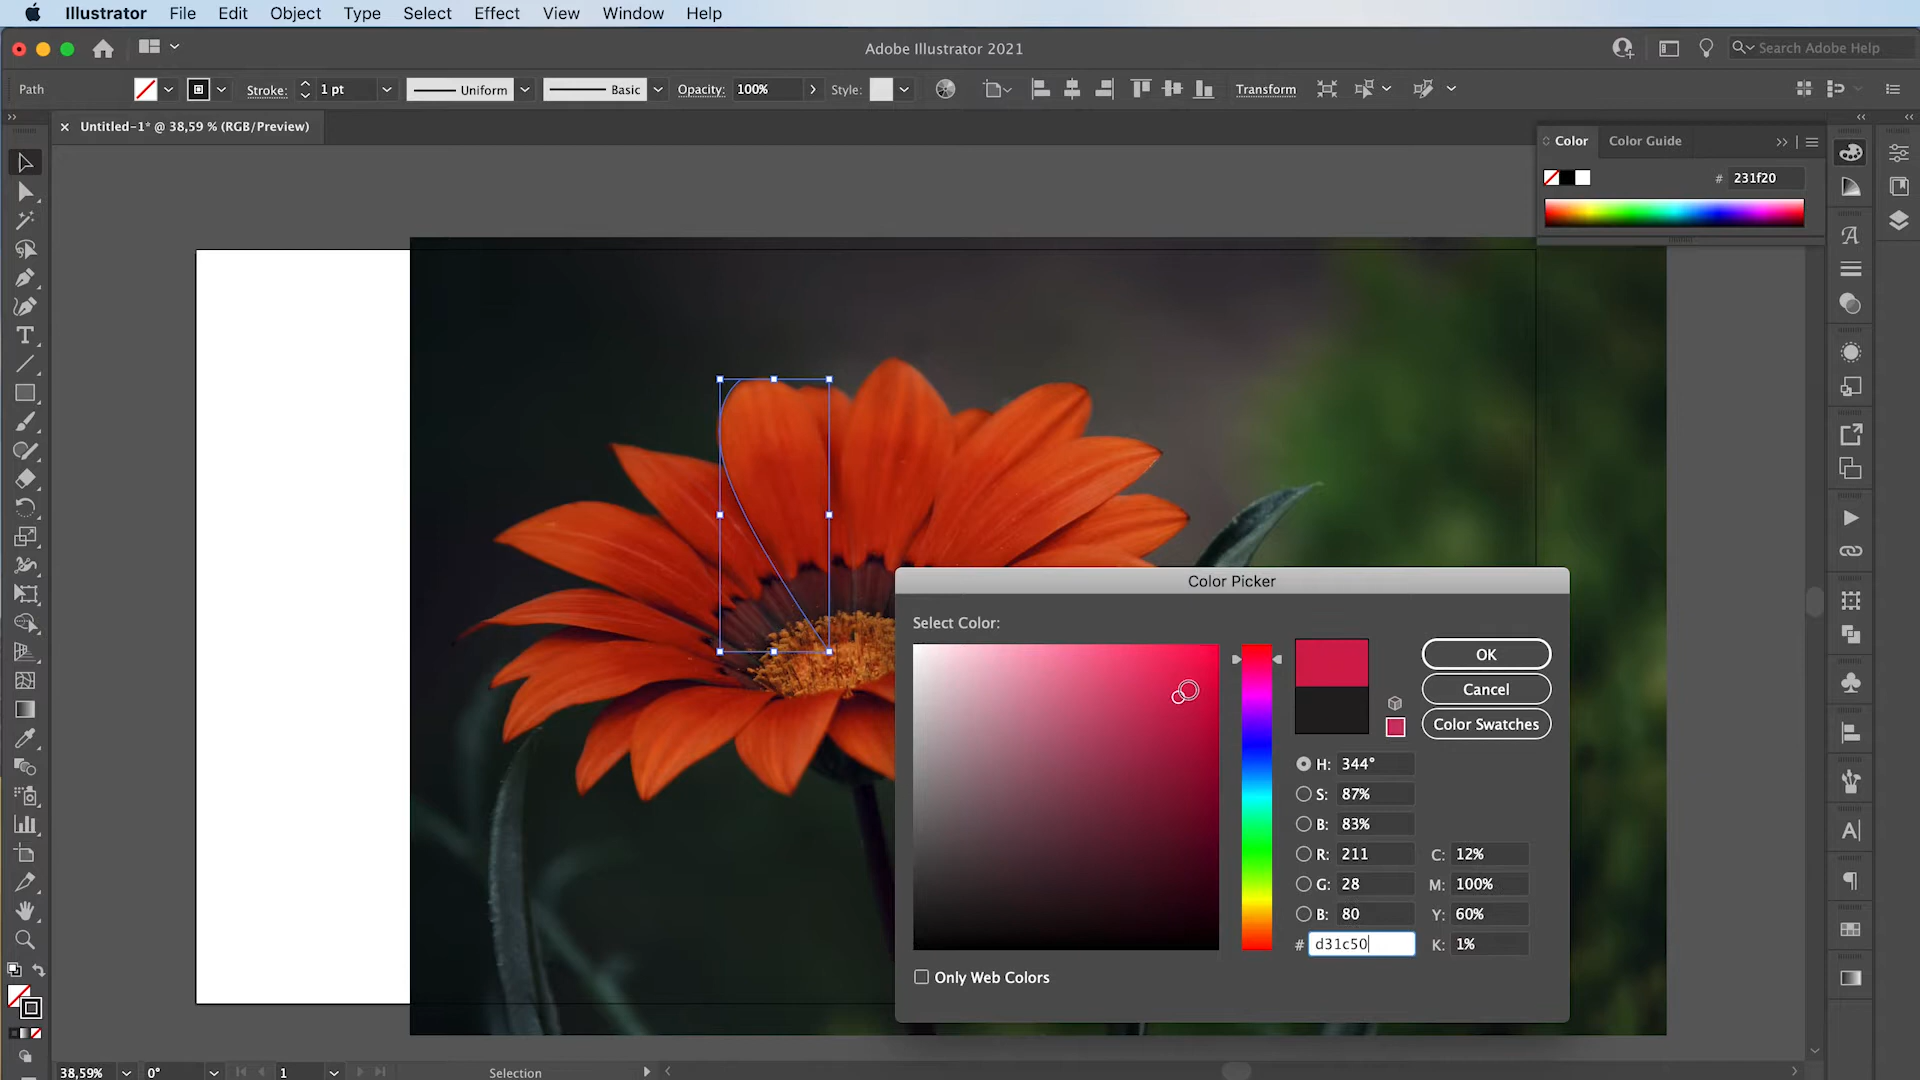 Illustrator File Edit Object Type Select Effect View Window Help
Adobe Illustrator 2021
Search Adobe Help
Path
Stroke: 1 pt Uniform Basic Opacity: 100% Style: Transform
Untitled-1* @ 38,59 % (RGB/Preview)
Color Color Guide
# 231f20
Color Picker
Select Color:
OK
Cancel
Color Swatches
H: 344°
S: 87%
B: 83%
R: 211 C: 12%
G: 28 M: 100%
B: 80 Y: 60%
# d31c50 K: 1%
Only Web Colors
38,59% 0° 1 Selection